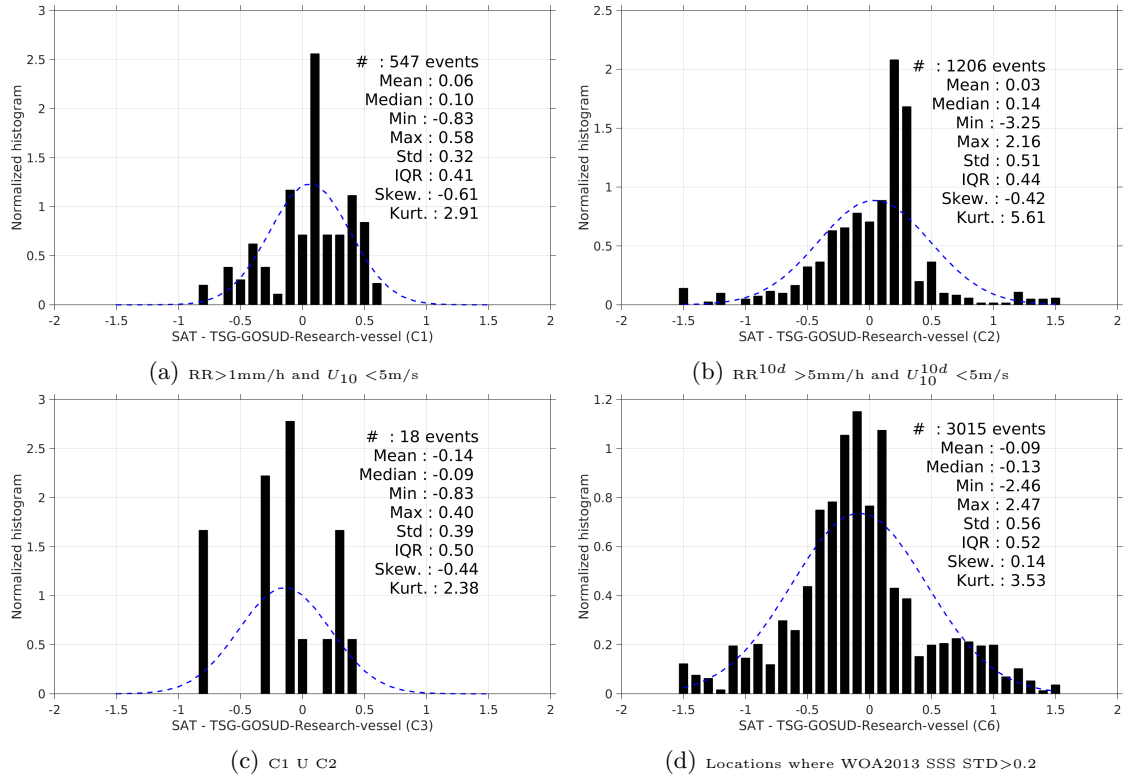 3
2.5
2
1.5
1
0.5
0
Normalized histogram
# : 547 events
Mean : 0.06
Median : 0.10
Min : -0.83
Max : 0.58
Std : 0.32
IQR : 0.41
Skew. : -0.61
Kurt. : 2.91
-2 -1.5 -1 -0.5 0 0.5 1 1.5 2
SAT - TSG-GOSUD-Research-vessel (C1)
(a) RR>1mm/h and U10 <5m/s
2.5
2
1.5
1
0.5
0
Normalized histogram
# : 1206 events
Mean : 0.03
Median : 0.14
Min : -3.25
Max : 2.16
Std : 0.51
IQR : 0.44
Skew. : -0.42
Kurt. : 5.61
-2 -1.5 -1 -0.5 0 0.5 1 1.5 2
SAT - TSG-GOSUD-Research-vessel (C2)
(b) RR^10d >5mm/h and U10^10d <5m/s
3
2.5
2
1.5
1
0.5
0
Normalized histogram
# : 18 events
Mean : -0.14
Median : -0.09
Min : -0.83
Max : 0.40
Std : 0.39
IQR : 0.50
Skew. : -0.44
Kurt. : 2.38
-2 -1.5 -1 -0.5 0 0.5 1 1.5 2
SAT - TSG-GOSUD-Research-vessel (C3)
(c) C1 U C2
1.2
1
0.8
0.6
0.4
0.2
0
Normalized histogram
# : 3015 events
Mean : -0.09
Median : -0.13
Min : -2.46
Max : 2.47
Std : 0.56
IQR : 0.52
Skew. : 0.14
Kurt. : 3.53
-2 -1.5 -1 -0.5 0 0.5 1 1.5 2
SAT - TSG-GOSUD-Research-vessel (C6)
(d) Locations where WOA2013 SSS STD>0.2